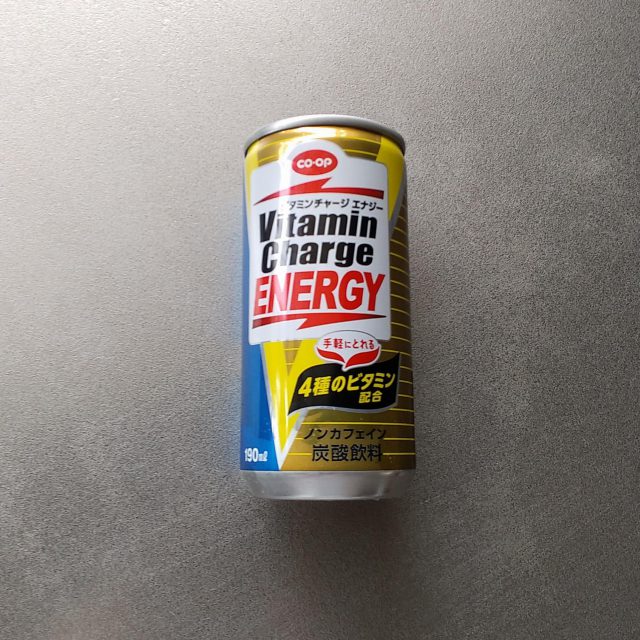 CO·OP
ビタミンチャージ エナジー
Vitamin
Charge
ENERGY
手軽にとれる
4種のビタミン
配合
ノンカフェイン
炭酸飲料
190mℓ